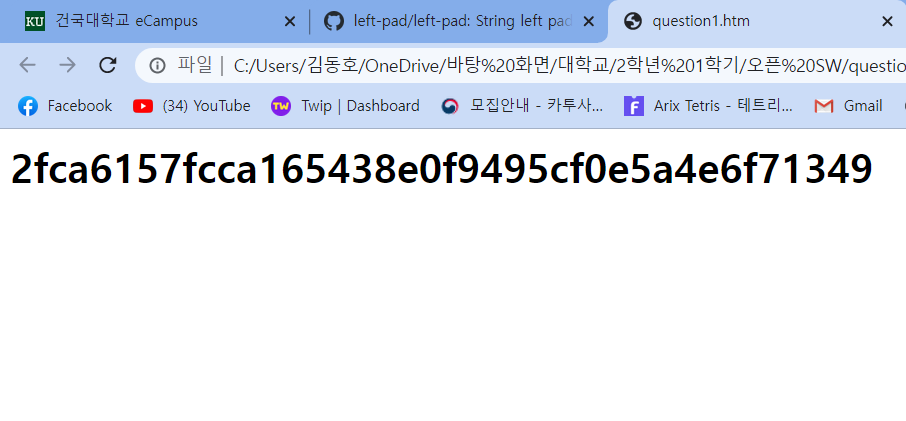 KU 건국대학교 eCampus
left-pad/left-pad: String left pad
question1.htm
파일 | C:/Users/김동호/OneDrive/바탕%20화면/대학교/2학년%201학기/오픈%20SW/questio
Facebook (34) YouTube TW Twip | Dashboard 모집안내 - 카투사... Arix Tetris - 테트리... Gmail
2fca6157fcca165438e0f9495cf0e5a4e6f71349